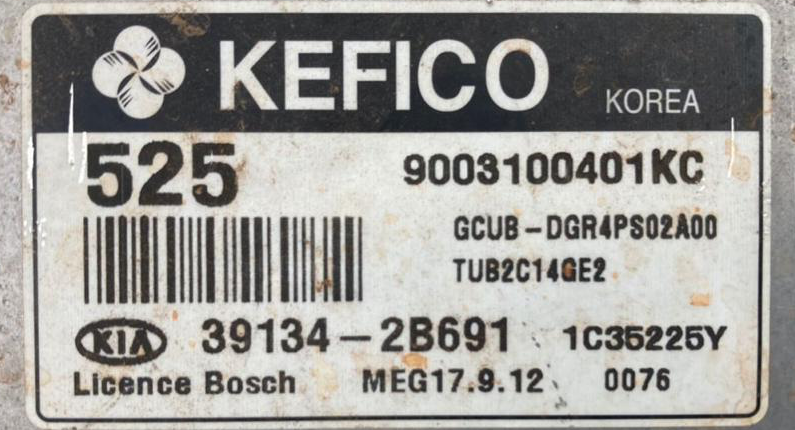 KEFICO KOREA
525 9003100401KC
GCUB-DGR4PS02A00
TUB2C14GE2
KIA 39134-2B691 1C35225Y
Licence Bosch MEG17.9.12 0076